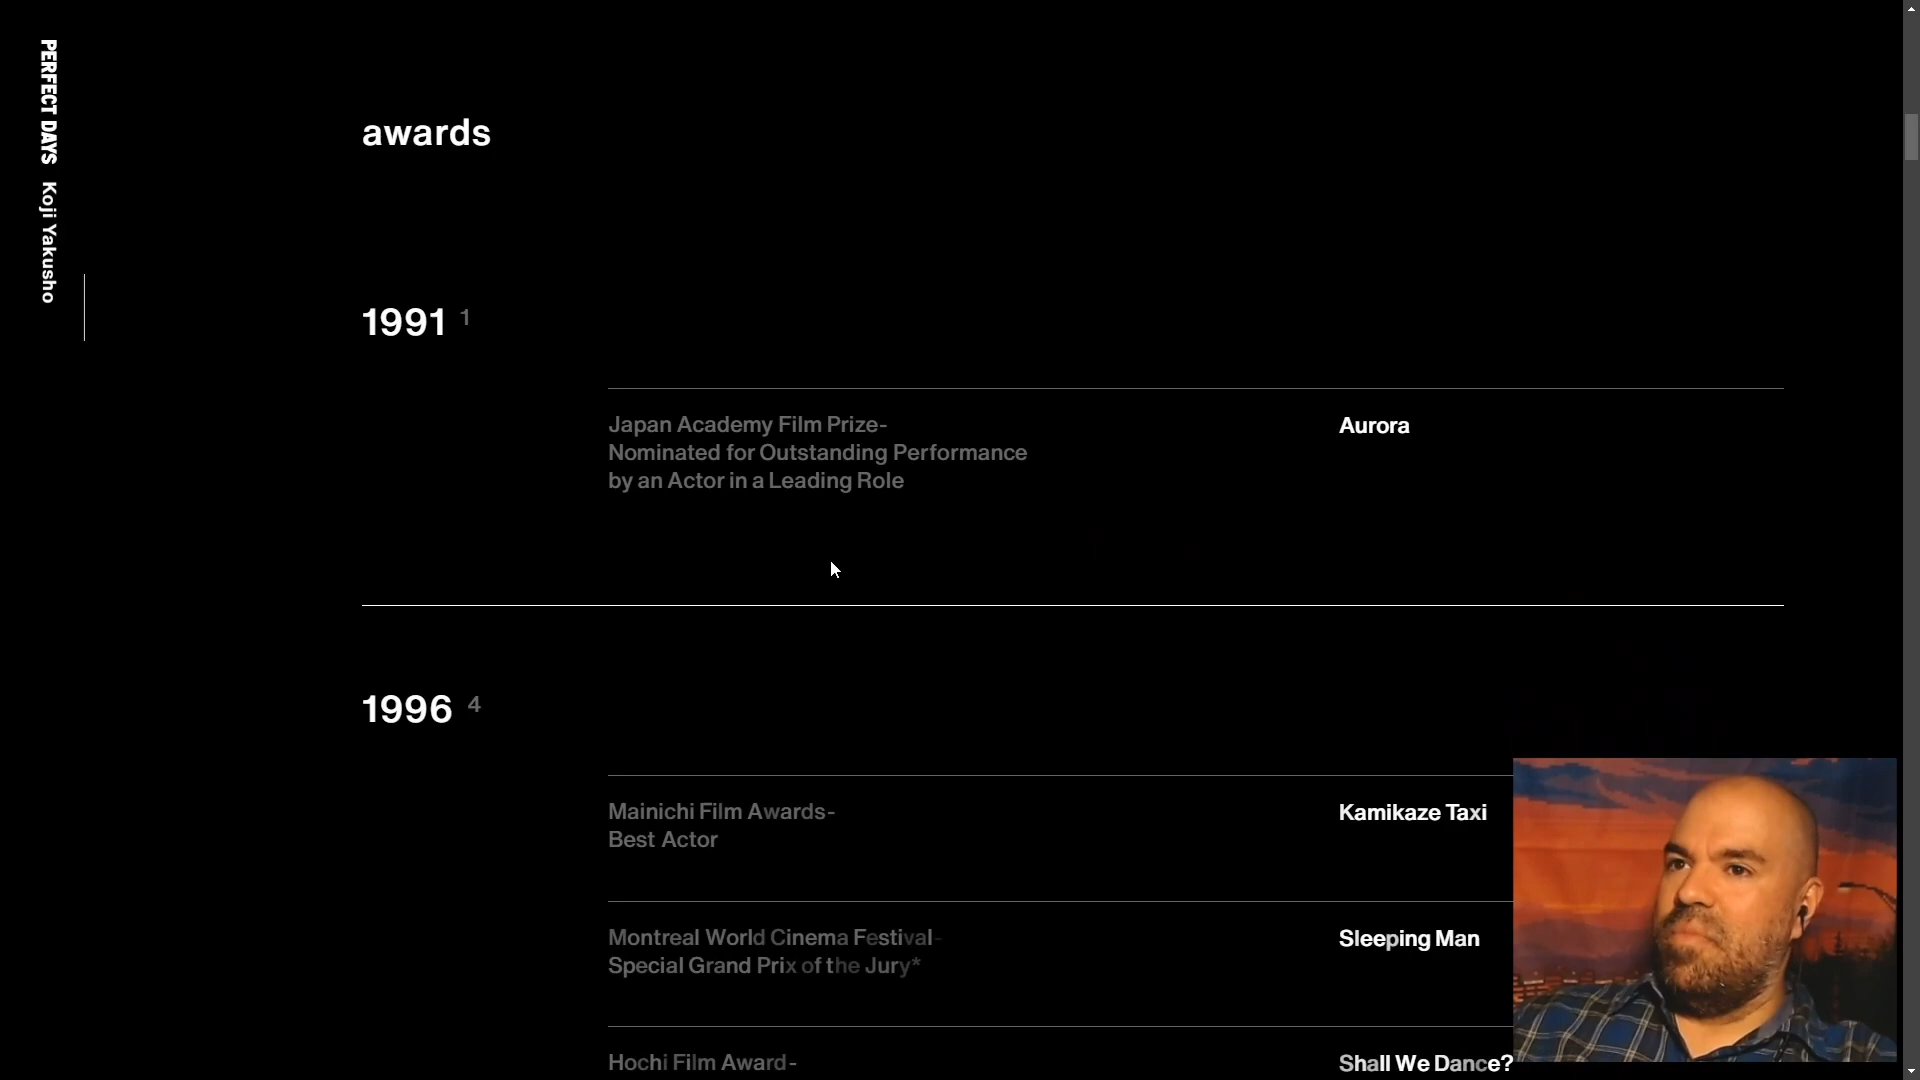 PERFECT DAYS Koji Yakusho
awards
1991 1
Japan Academy Film Prize-
Nominated for Outstanding Performance
by an Actor in a Leading Role
Aurora
1996 4
Mainichi Film Awards-
Best Actor
Kamikaze Taxi
Montreal World Cinema Festival-
Special Grand Prix of the Jury*
Sleeping Man
Hochi Film Award-
Shall We Dance?